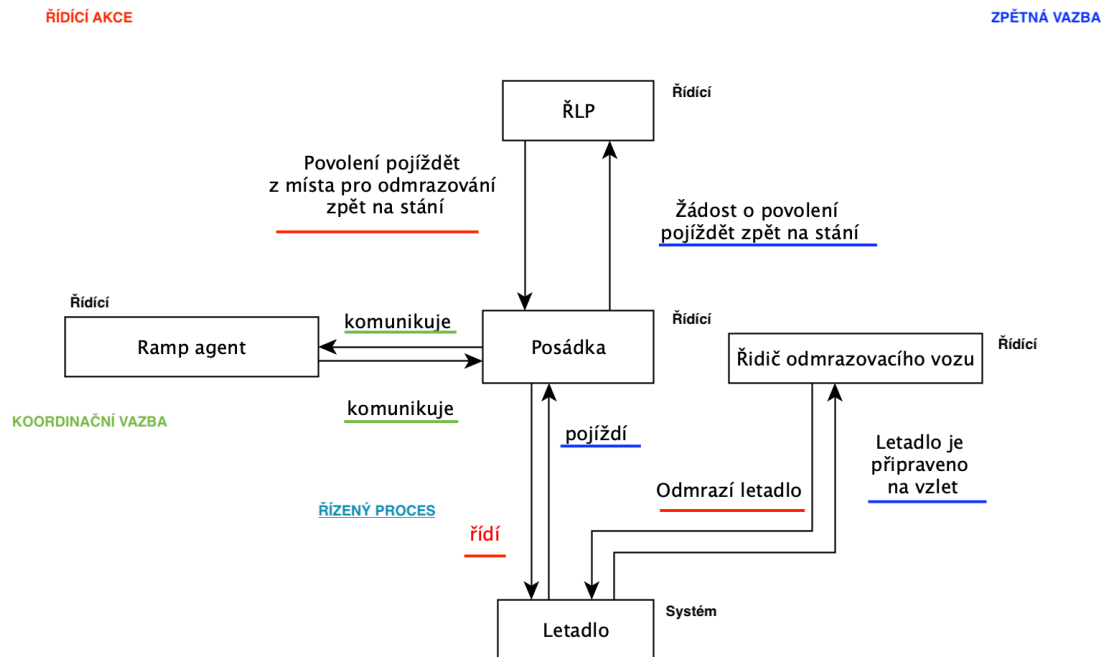 ŘÍDÍCÍ AKCE
ZPĚTNÁ VAZBA
Řídící
ŘLP
Povolení pojíždět
z místa pro odmrazování
zpět na stání
Žádost o povolení
pojíždět zpět na stání
Řídící
Ramp agent
komunikuje
komunikuje
KOORDINAČNÍ VAZBA
Řídící
Posádka
Řídící
Řidič odmrazovacího vozu
pojíždí
Letadlo je
připraveno
na vzlet
Odmrazí letadlo
ŘÍZENÝ PROCES
řídí
Systém
Letadlo